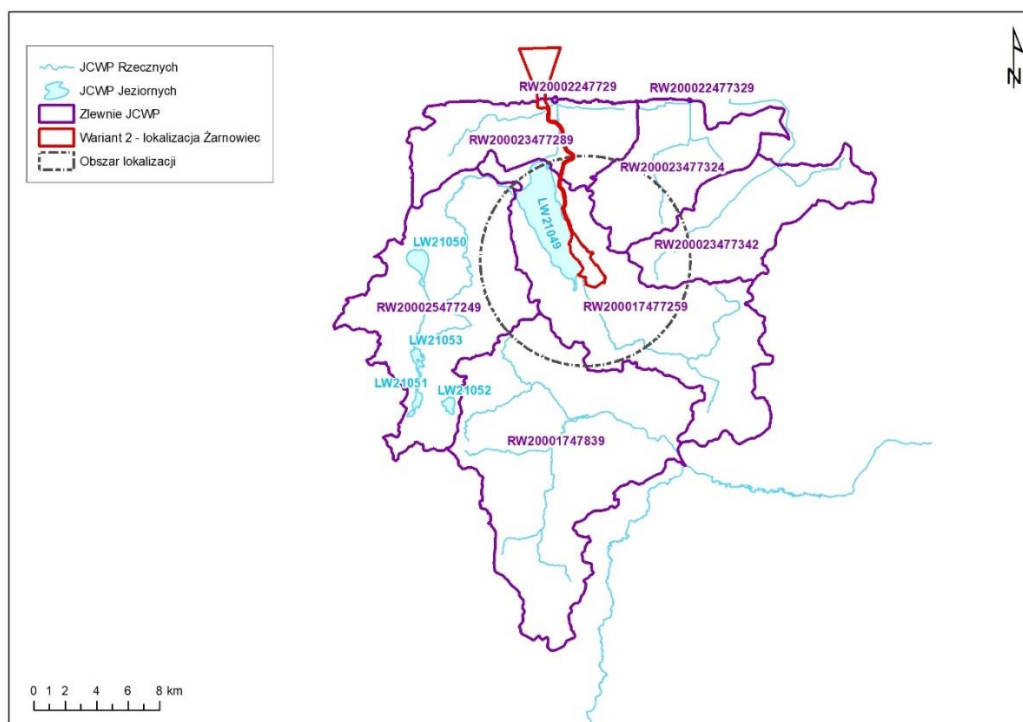 JCWP Rzecznych
JCWP Jeziornych
Zlewnie JCWP
Wariant 2 - lokalizacja Żarnowiec
Obszar lokalizacji
N
RW20002247729
RW200022477329
RW200023477289
RW200023477324
LW21049
LW21050
RW200023477342
RW200025477249
RW200017477259
LW21053
LW21051
LW21052
RW20001747839
0 1 2 4 6 8 km